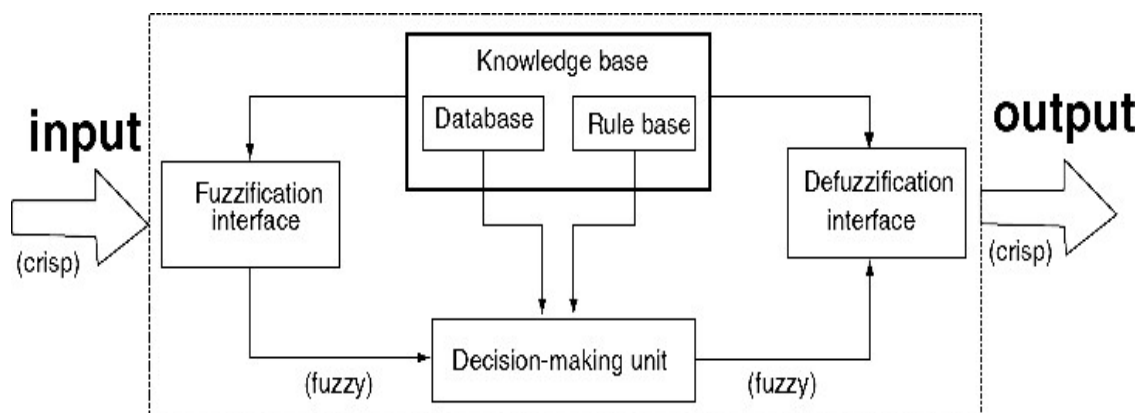 Knowledge base
Database
Rule base
input
output
Fuzzification
interface
Defuzzification
interface
(crisp)
(crisp)
Decision-making unit
(fuzzy)
(fuzzy)